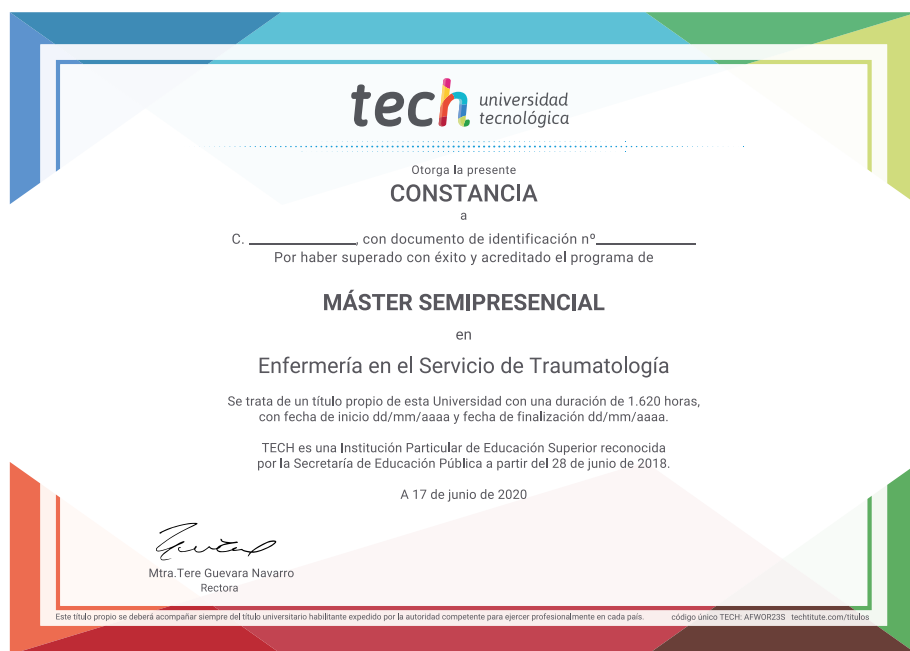 tech universidad
tecnológica
Otorga la presente
CONSTANCIA
a
C. ____________, con documento de identificación nº____________
Por haber superado con éxito y acreditado el programa de
MÁSTER SEMIPRESENCIAL
en
Enfermería en el Servicio de Traumatología
Se trata de un título propio de esta Universidad con una duración de 1.620 horas,
con fecha de inicio dd/mm/aaaa y fecha de finalización dd/mm/aaaa.
TECH es una Institución Particular de Educación Superior reconocida
por la Secretaría de Educación Pública a partir del 28 de junio de 2018.
A 17 de junio de 2020
Mtra.Tere Guevara Navarro
Rectora
Este título propio se deberá acompañar siempre del título universitario habilitante expedido por la autoridad competente para ejercer profesionalmente en cada país. código único TECH: AFWOR23S techtitute.com/titulos